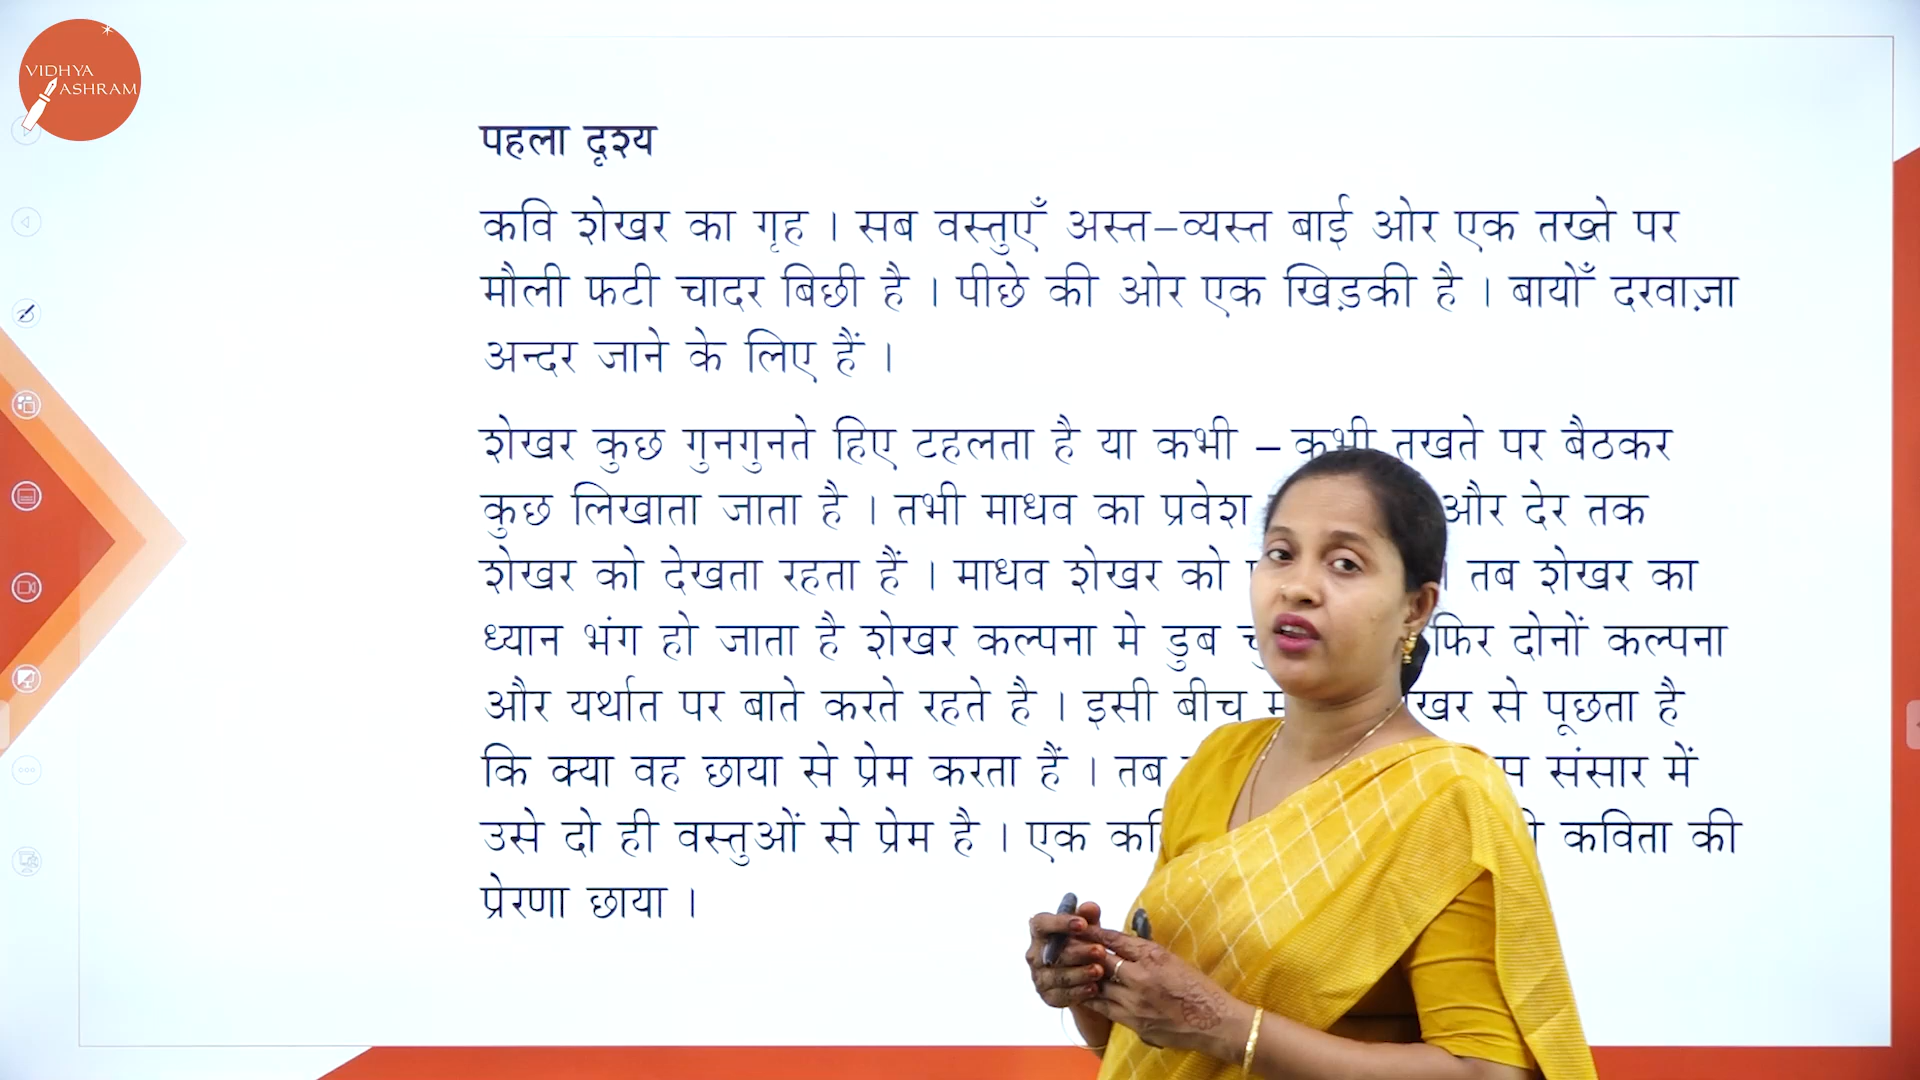 VIDHYA
ASHRAM
पहला दृश्य
कवि शेखर का गृह । सब वस्तुएँ अस्त-व्यस्त बाई ओर एक तख्ते पर
मौली फटी चादर बिछी है । पीछे की ओर एक खिड़की है । बायोँ दरवाज़ा
अन्दर जाने के लिए हैं ।
शेखर कुछ गुनगुनते हिए टहलता है या कभी – कभी तखते पर बैठकर
कुछ लिखाता जाता है । तभी माधव का प्रवेश और देर तक
शेखर को देखता रहता हैं । माधव शेखर को तब शेखर का
ध्यान भंग हो जाता है शेखर कल्पना मे डुब फिर दोनों कल्पना
और यर्थात पर बाते करते रहते है । इसी बीच से पूछता है
कि क्या वह छाया से प्रेम करता हैं । तब संसार में
उसे दो ही वस्तुओं से प्रेम है । एक कविता की
प्रेरणा छाया ।